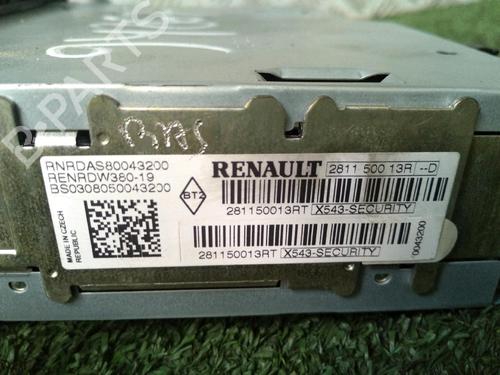 B-PARTS
RNRDAS80043200
RENRDW380-19
BS0308050043200
MADE IN CZECH
REPUBLIC
BT2
RENAULT
2811 500 13R --D
281150013RT X543-SECURITY
281150013RT X543-SECURITY
0043200